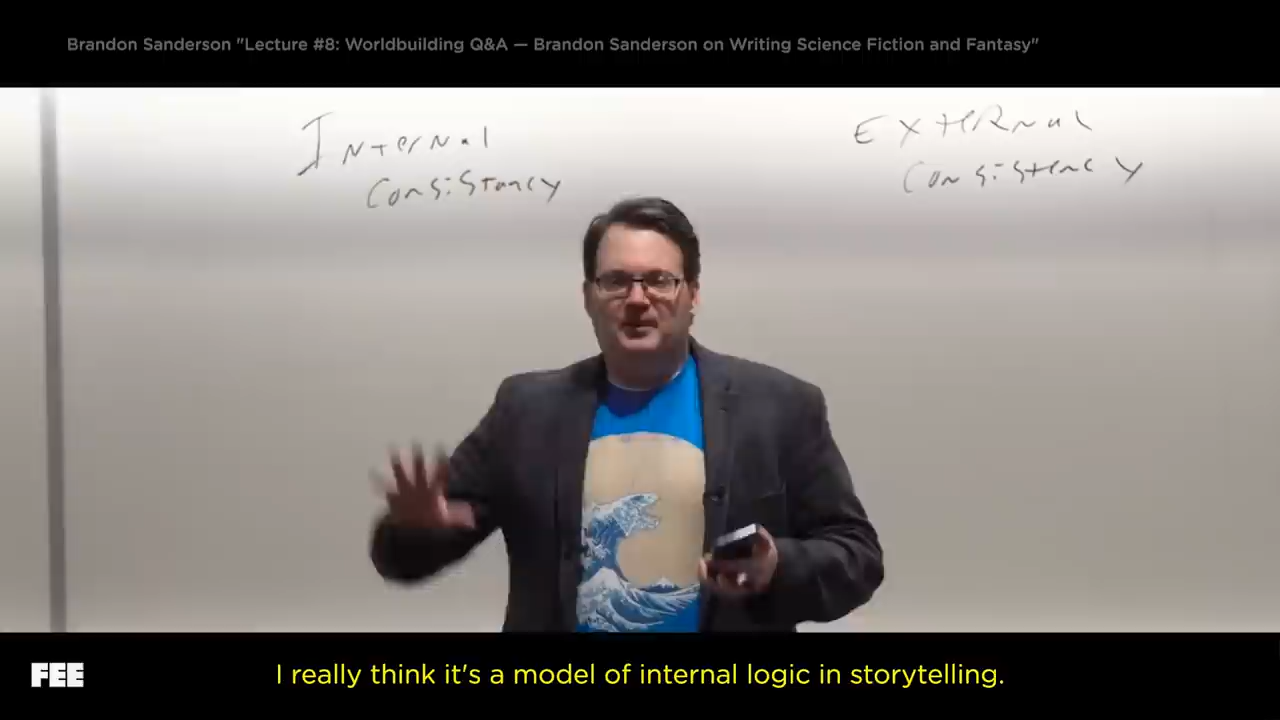 Brandon Sanderson "Lecture #8: Worldbuilding Q&A — Brandon Sanderson on Writing Science Fiction and Fantasy"
Internal
Consistancy
External
Consistency
FEE
I really think it's a model of internal logic in storytelling.